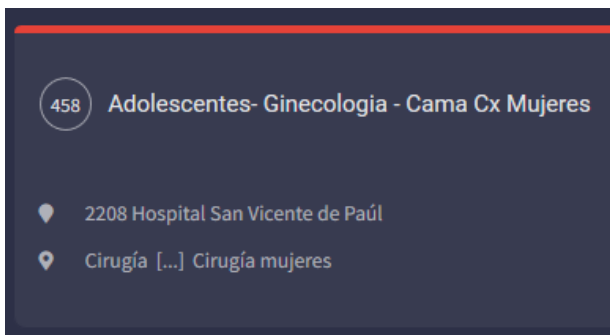 458 Adolescentes- Ginecologia - Cama Cx Mujeres
2208 Hospital San Vicente de Paúl
Cirugía [...] Cirugía mujeres